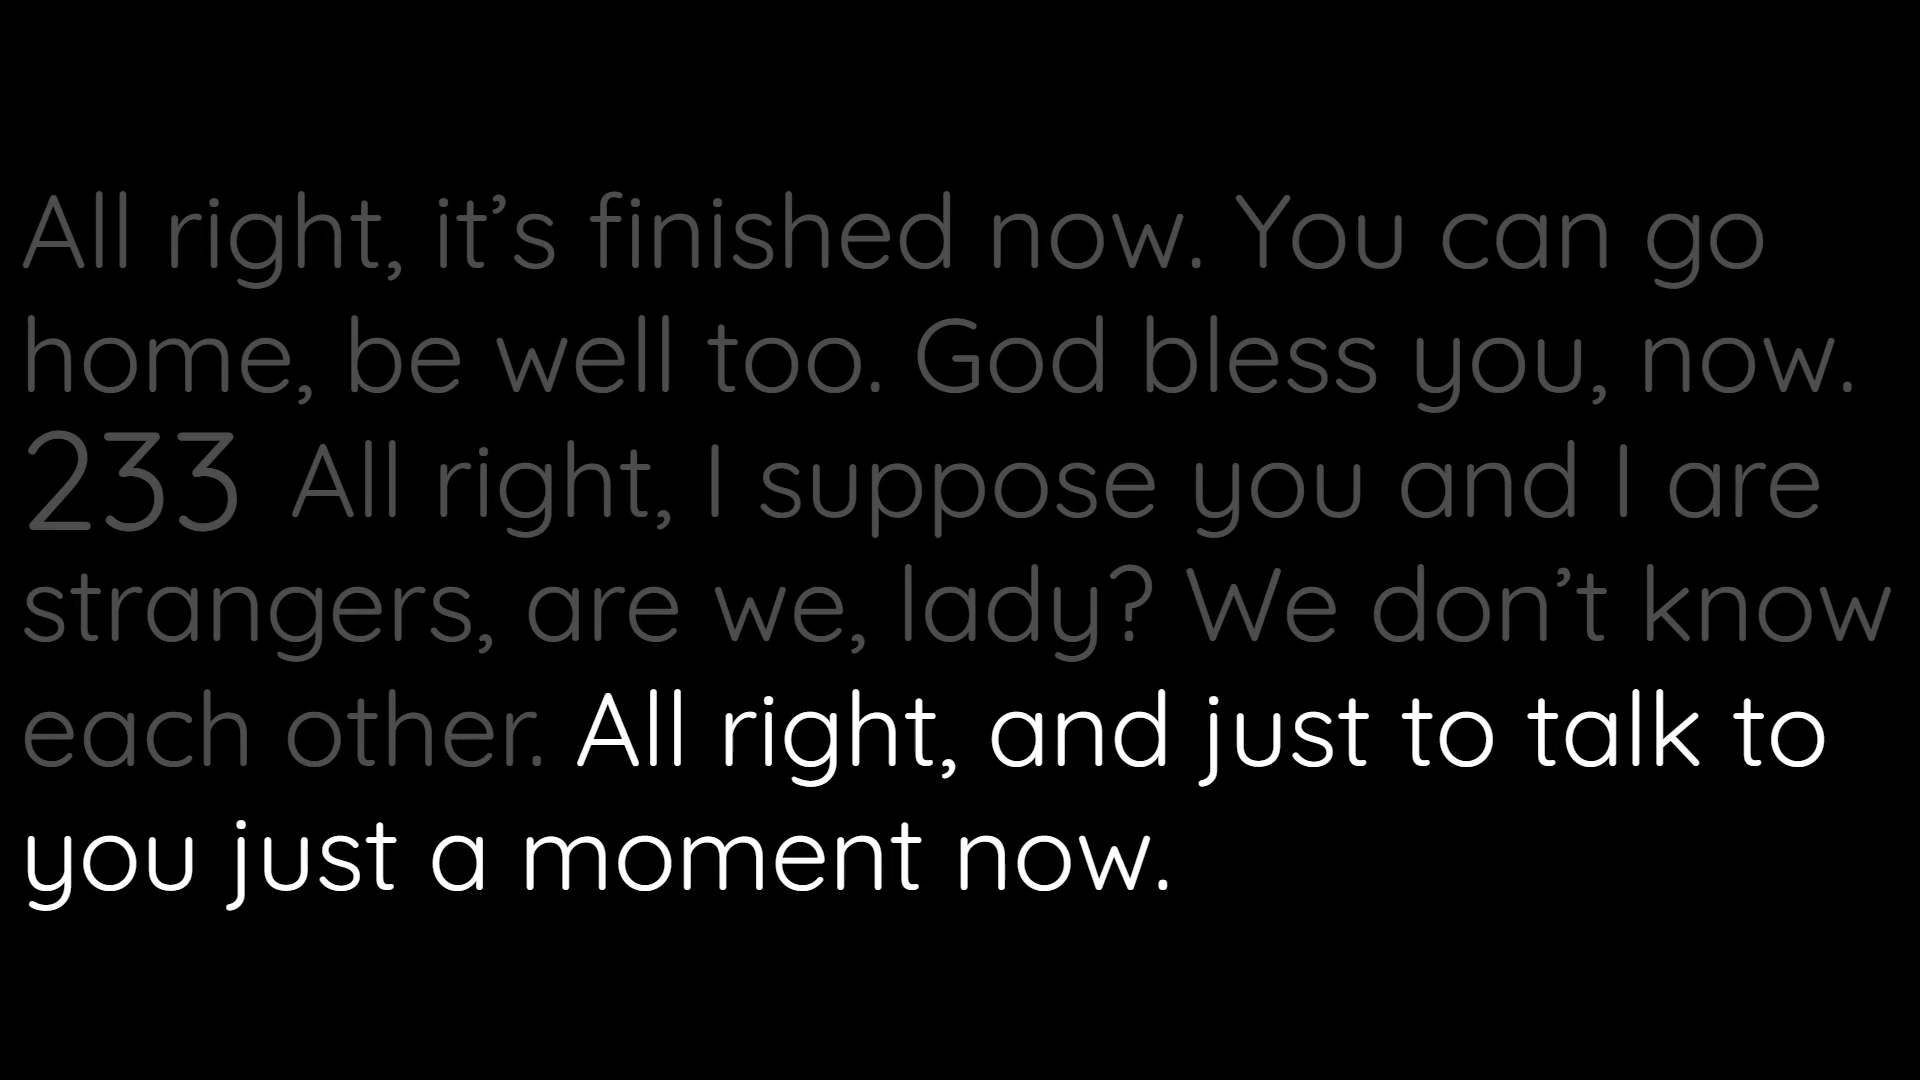 All right, it’s finished now. You can go
home, be well too. God bless you, now.
233 All right, I suppose you and I are
strangers, are we, lady? We don’t know
each other. All right, and just to talk to
you just a moment now.